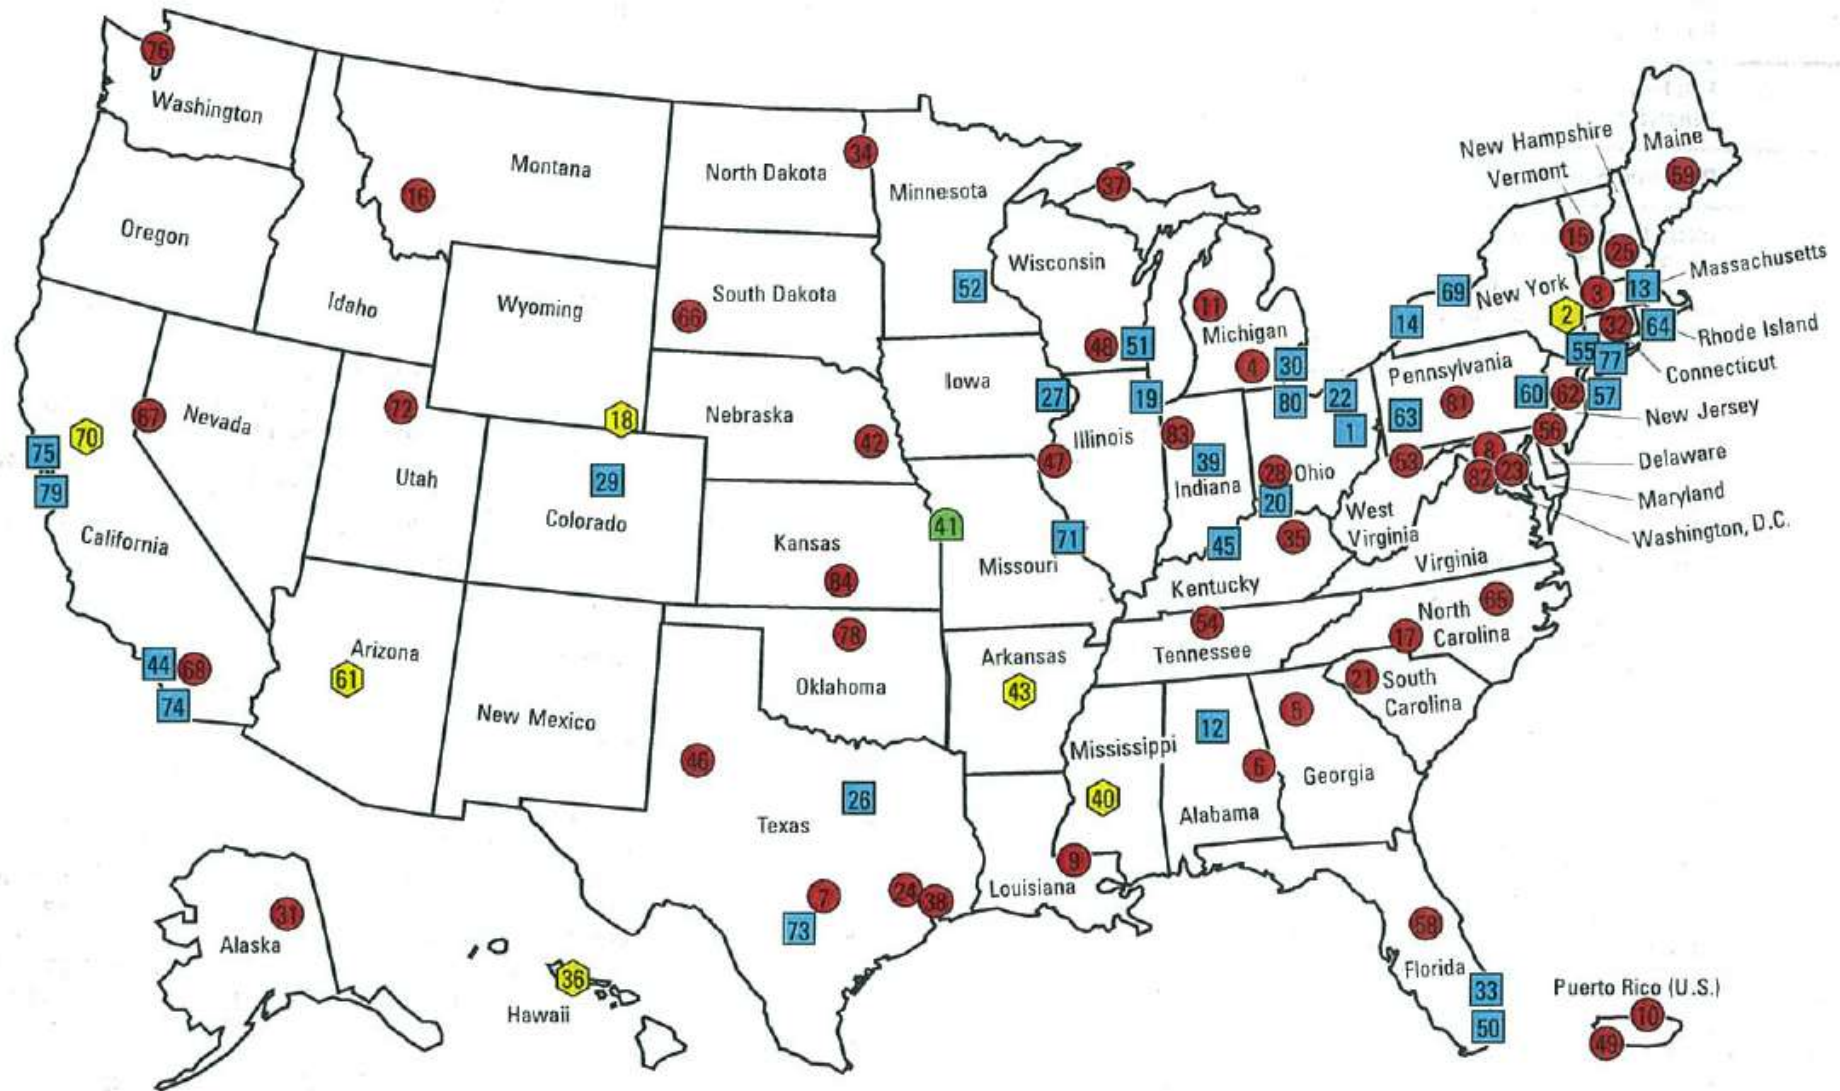 76
Washington
Montana
16
North Dakota
34
Minnesota
37
New Hampshire
Vermont
Maine
59
Oregon
Idaho
Wyoming
South Dakota
66
52
Wisconsin
11
Michigan
48
51
4
30
15
25
Massachusetts
69
New York
3
13
14
2
32
64
Rhode Island
55
77
Connecticut
Pennsylvania
60
62
57
New Jersey
63
81
56
Delaware
53
8
82
23
Maryland
Washington, D.C.
70
75
79
67
Nevada
72
Utah
18
29
Colorado
Nebraska
42
Iowa
27
19
Illinois
47
83
39
Indiana
80
22
1
28
Ohio
20
West
Virginia
Virginia
California
Kansas
84
41
Missouri
71
45
35
Kentucky
44
68
74
Arizona
61
New Mexico
78
Oklahoma
Arkansas
43
54
Tennessee
North
Carolina
65
17
21
South
Carolina
46
26
Texas
Mississippi
40
12
Alabama
6
5
Georgia
9
Louisiana
7
73
24
38
58
Florida
33
50
31
Alaska
36
Hawaii
Puerto Rico (U.S.)
10
49